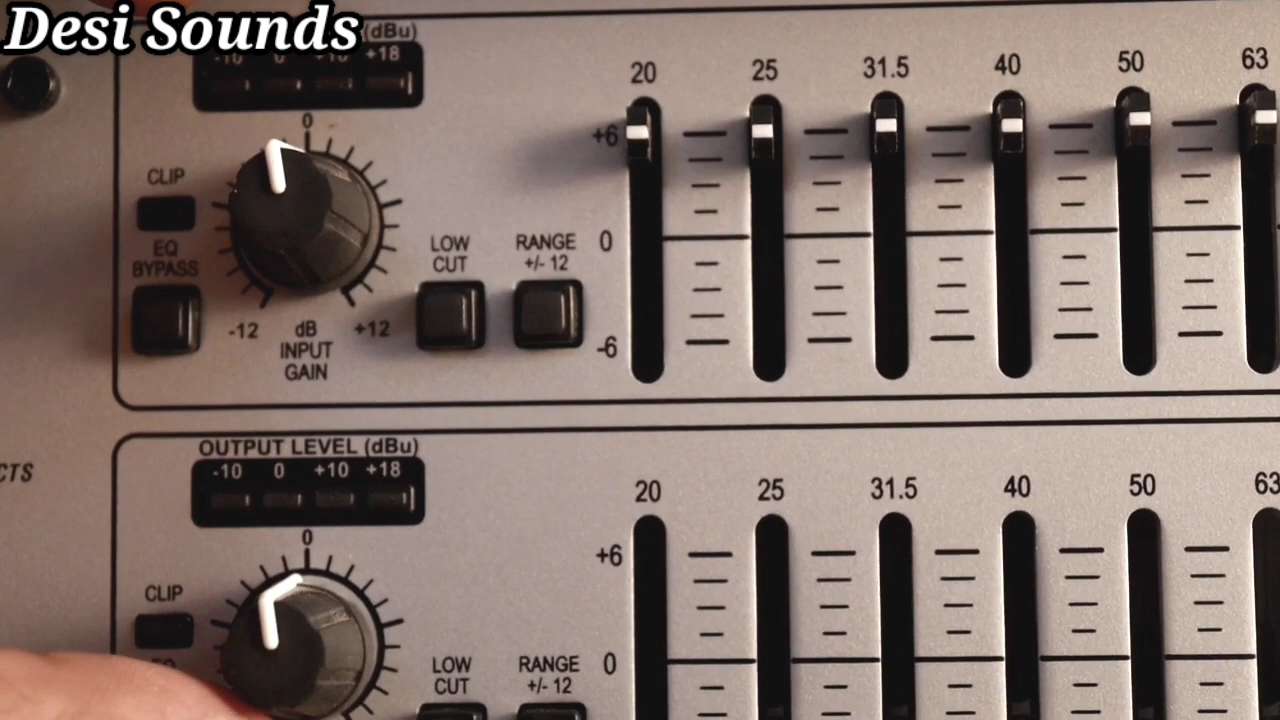 Desi Sounds
(dBu)
-10 0 +10 +18
0
CLIP
EQ
BYPASS
-12 dB +12
INPUT
GAIN
LOW
CUT
RANGE
+/- 12
20 25 31.5 40 50 63
+6
0
-6
CTS
OUTPUT LEVEL (dBu)
-10 0 +10 +18
0
CLIP
LOW
CUT
RANGE
+/- 12
20 25 31.5 40 50 63
+6
0